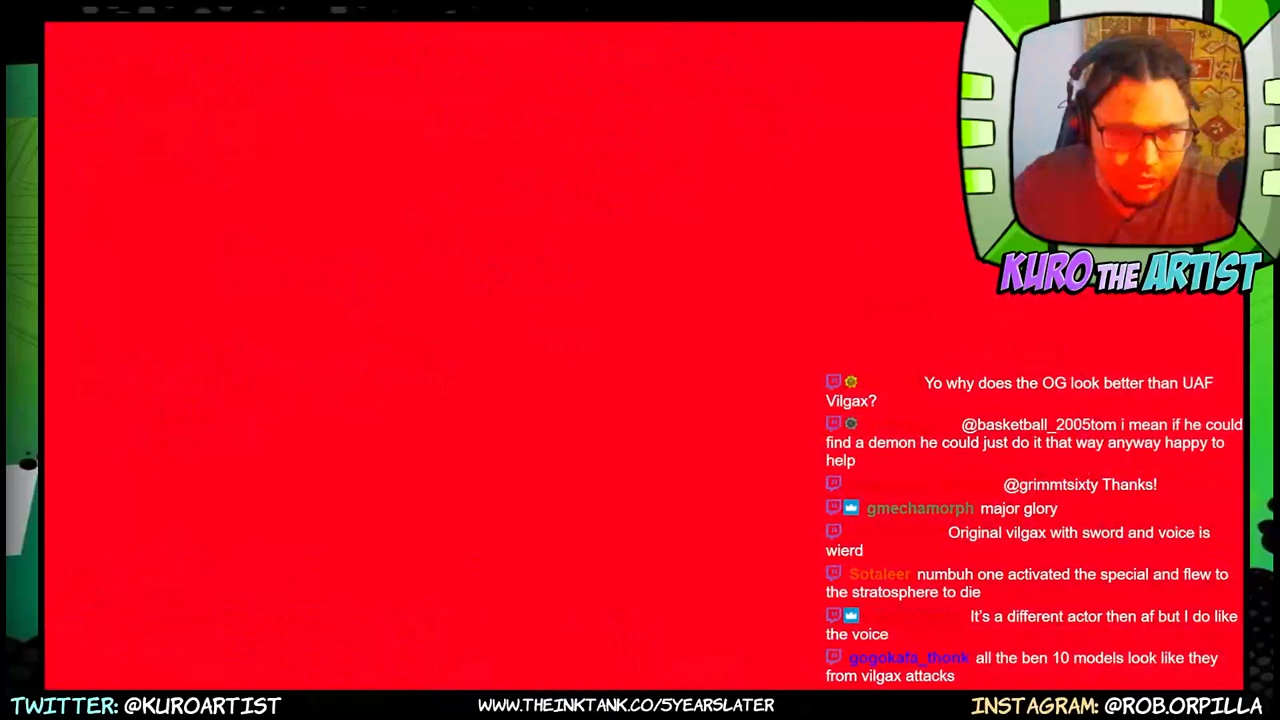 KURO THE ARTIST
Yo why does the OG look better than UAF
Vilgax?
@basketball_2005tom i mean if he could
find a demon he could just do it that way anyway happy to
help
@grimmtsixty Thanks!
gmechamorph major glory
Original vilgax with sword and voice is
wierd
Sotaleer numbuh one activated the special and flew to
the stratosphere to die
It's a different actor then af but I do like
the voice
gogokafa_thonk all the ben 10 models look like they
from vilgax attacks
TWITTER: @KUROARTIST
WWW.THEINKTANK.CO/5YEARSLATER
INSTAGRAM: @ROB.ORPILLA